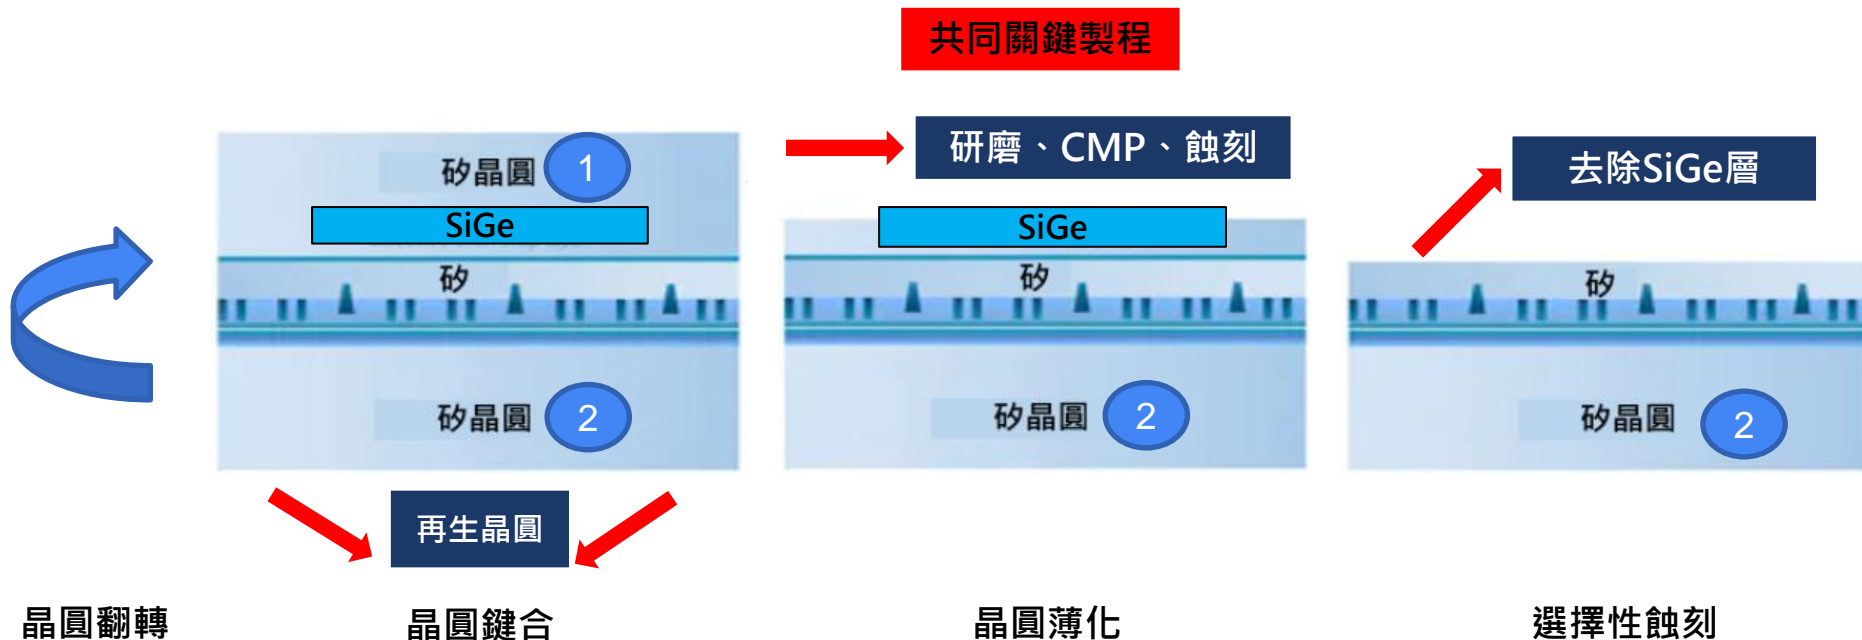 共同關鍵製程
研磨、CMP、蝕刻
去除SiGe層
矽晶圓 1
SiGe
矽
矽晶圓 2
SiGe
矽
矽晶圓 2
矽
矽晶圓 2
再生晶圓
晶圓翻轉
晶圓鍵合
晶圓薄化
選擇性蝕刻